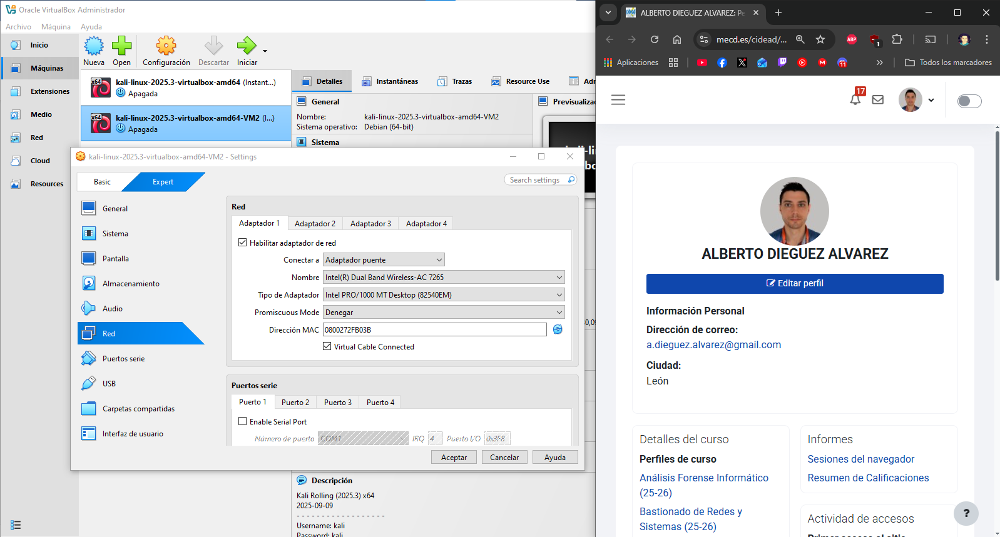 Oracle VirtualBox Administrador
Archivo Máquina Ayuda
Inicio
Máquinas
Extensiones
Medio
Red
Cloud
Resources
Nueva Open Configuración Descartar Iniciar
kali-linux-2025.3-virtualbox-amd64 (Instant...)
Apagada
kali-linux-2025.3-virtualbox-amd64-VM2 (I...)
Apagada
Detalles Instantáneas Trazas Resource Use Adr
General
Nombre: kali-linux-2025.3-virtualbox-amd64-VM2
Sistema operativo: Debian (64-bit)
Sistema
Previsualizac
kali-linux-2025.3-virtualbox-amd64-VM2 - Settings
Basic Expert
Search settings
General
Sistema
Pantalla
Almacenamiento
Audio
Red
Puertos serie
USB
Carpetas compartidas
Interfaz de usuario
Red
Adaptador 1 Adaptador 2 Adaptador 3 Adaptador 4
Habilitar adaptador de red
Conectar a Adaptador puente
Nombre Intel(R) Dual Band Wireless-AC 7265
Tipo de Adaptador Intel PRO/1000 MT Desktop (82540EM)
Promiscuous Mode Denegar
Dirección MAC 0800272FB03B
Virtual Cable Connected
Puertos serie
Puerto 1 Puerto 2 Puerto 3 Puerto 4
Enable Serial Port
Número de puerto COM1 IRQ 4 Puerto I/O 0x3F8
Aceptar Cancelar Ayuda
Descripción
Kali Rolling (2025.3) x64
2025-09-09
- - - - - - - - - - - - - - - - - - -
Username: kali
Password: kali
ALBERTO DIEGUEZ ALVAREZ: Pe
mecd.es/cidead/...
ABP
1
Aplicaciones
11
Todos los marcadores
17
ALBERTO DIEGUEZ ALVAREZ
Editar perfil
Información Personal
Dirección de correo:
a.dieguez.alvarez@gmail.com
Ciudad:
León
Detalles del curso
Perfiles de curso
Análisis Forense Informático
(25-26)
Bastionado de Redes y
Sistemas (25-26)
Informes
Sesiones del navegador
Resumen de Calificaciones
Actividad de accesos
Primer acceso al sitio
?